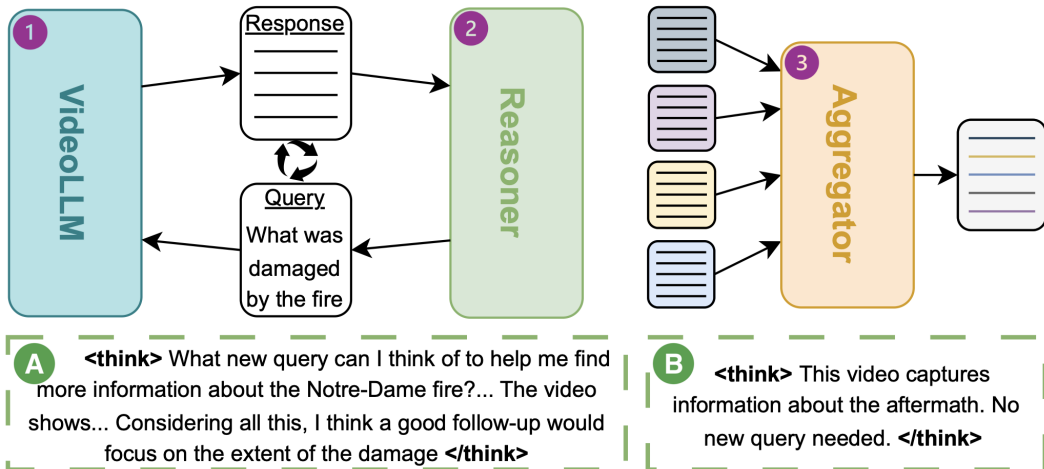 1
VideoLLM
Response
Query
What was
damaged
by the fire
2
Reasoner
3
Aggregator
A
<think> What new query can I think of to help me find
more information about the Notre-Dame fire?... The video
shows... Considering all this, I think a good follow-up would
focus on the extent of the damage </think>
B
<think> This video captures
information about the aftermath. No
new query needed. </think>